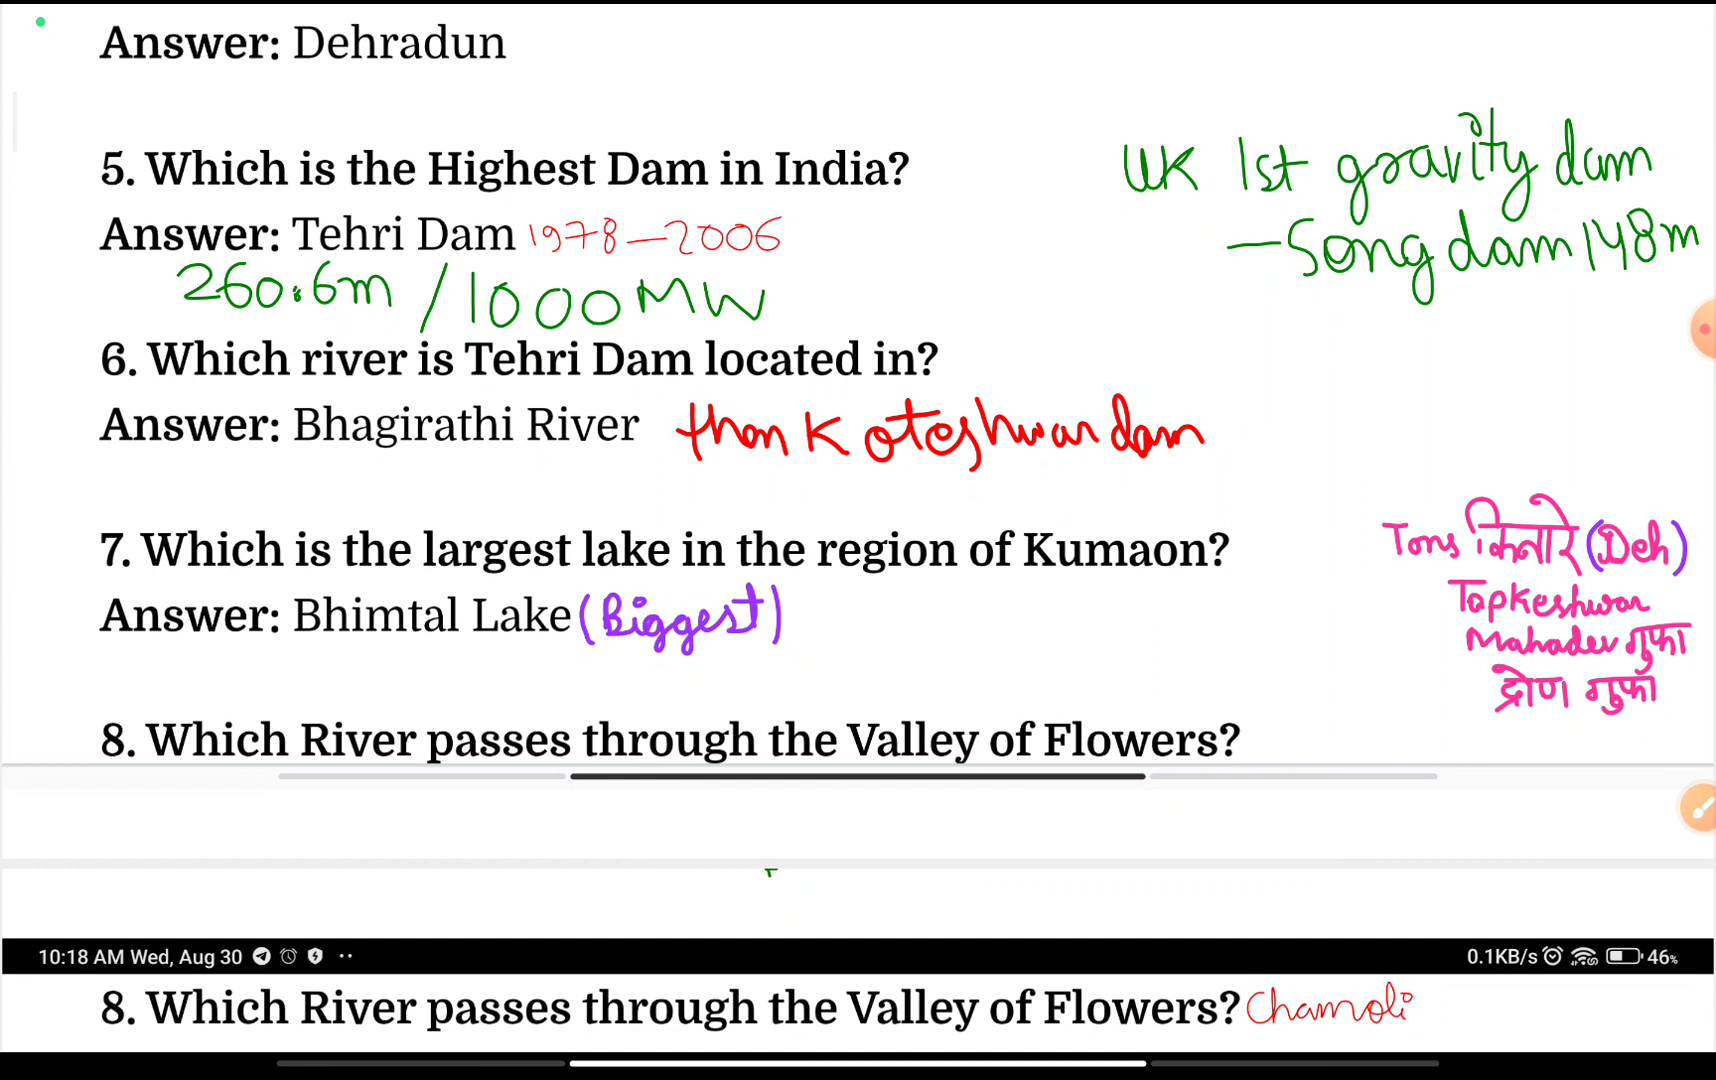 Answer: Dehradun
5. Which is the Highest Dam in India?
Answer: Tehri Dam 1978-2006
260.6m / 1000 MW
UK 1st gravity dam
- Song dam 148m
6. Which river is Tehri Dam located in?
Answer: Bhagirathi River then Koteshwar dam
7. Which is the largest lake in the region of Kumaon?
Answer: Bhimtal Lake (Biggest)
Tons किनारे (Deh)
Tapkeshwar
Mahadev गुफा
द्रोण गुफा
8. Which River passes through the Valley of Flowers?
10:18 AM Wed, Aug 30
0.1KB/s 46%
8. Which River passes through the Valley of Flowers? Chamoli